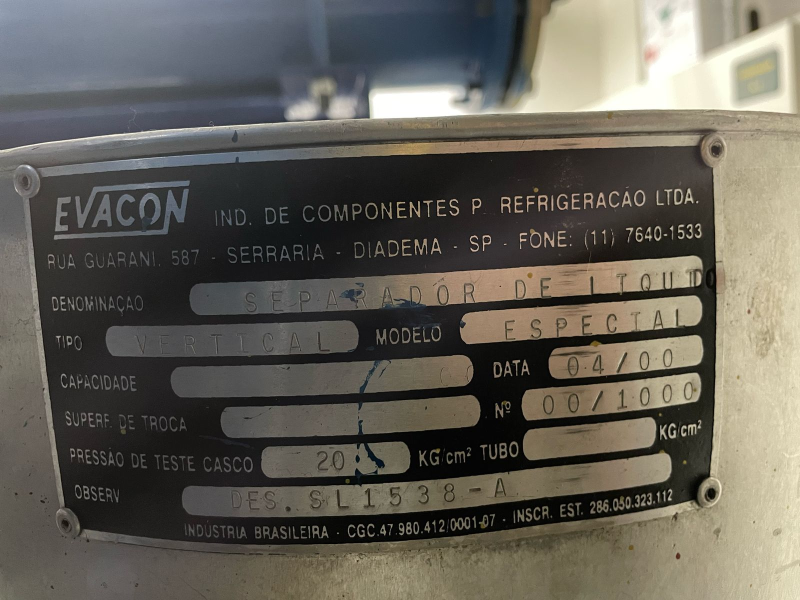 EVACON IND. DE COMPONENTES P. REFRIGERAÇÃO LTDA.
RUA GUARANI, 587 - SERRARIA - DIADEMA - SP - FONE: (11) 7640-1533
DENOMINAÇÃO SEPARADOR DE LIQUIDO
TIPO VERTICAL MODELO ESPECIAL
CAPACIDADE DATA 04/00
SUPERF. DE TROCA Nº 00/1000
PRESSÃO DE TESTE CASCO 20 KG/cm² TUBO KG/cm²
OBSERV DES. SL1538-A
INDÚSTRIA BRASILEIRA - CGC.47.980.412/0001-07 - INSCR. EST. 286.050.323.112